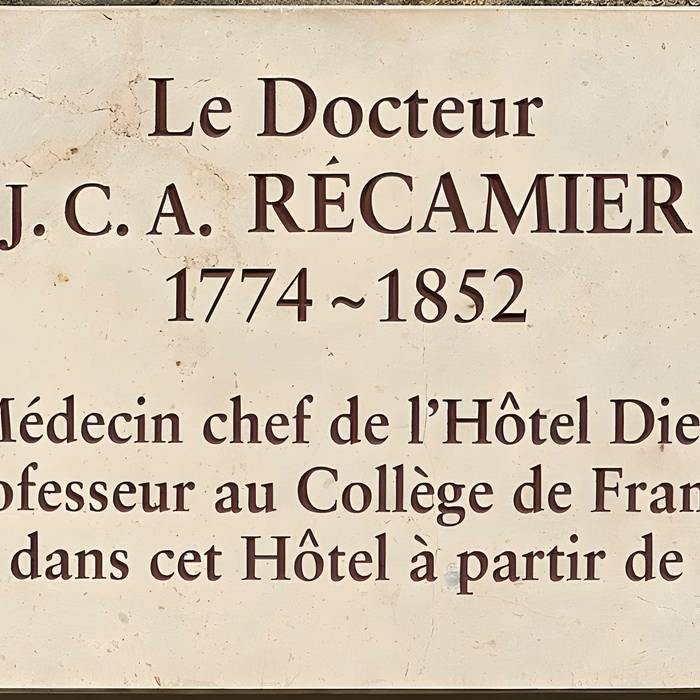 Le Docteur
J. C. A. RÉCAMIER
1774 ~ 1852
Médecin chef de l'Hôtel Die
ofesseur au Collège de Fran
dans cet Hôtel à partir de